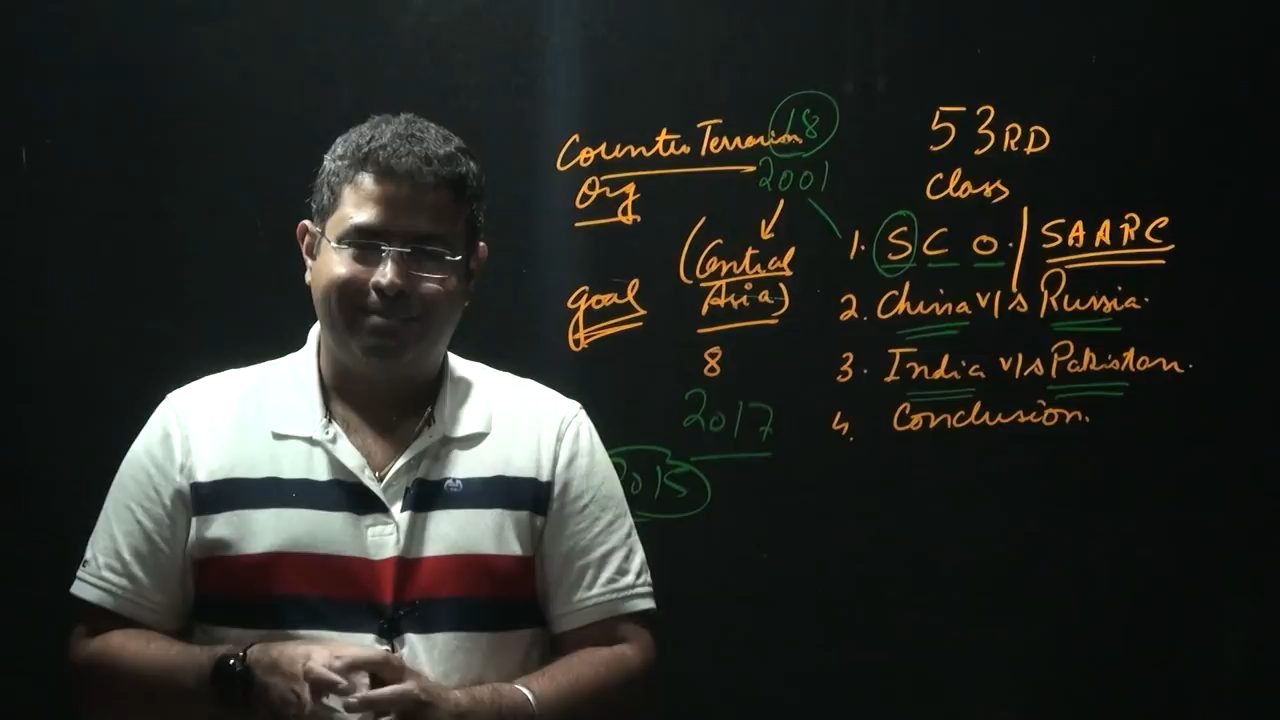 Counter Terrorism
Org
18
2001
(Central
Asia)
goal
8
2017
2015
53RD
Class
1. SCO. / SAARC
2. China v/s Russia.
3. India v/s Pakistan.
4. Conclusion.